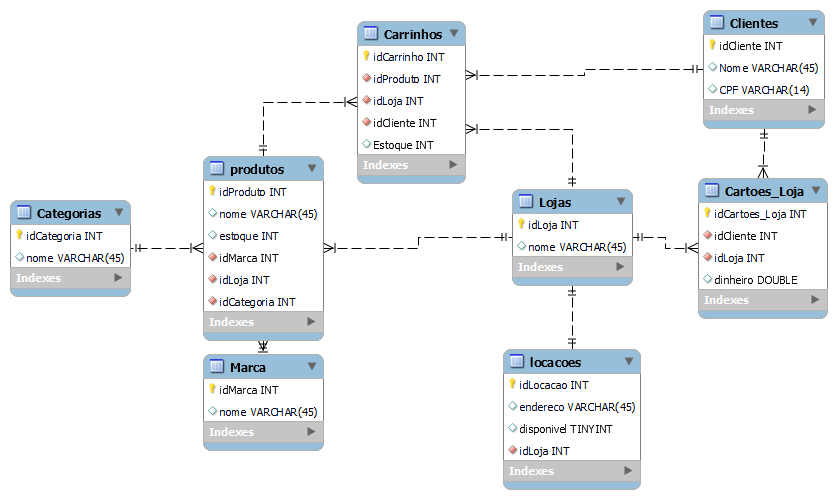 Carrinhos
idCarrinho INT
idProduto INT
idLoja INT
idCliente INT
Estoque INT
Indexes
Clientes
idCliente INT
Nome VARCHAR(45)
CPF VARCHAR(14)
Indexes
produtos
idProduto INT
nome VARCHAR(45)
estoque INT
idMarca INT
idLoja INT
idCategoria INT
Indexes
Categorias
idCategoria INT
nome VARCHAR(45)
Indexes
Lojas
idLoja INT
nome VARCHAR(45)
Indexes
Cartoes_Loja
idCartoes_Loja INT
idCliente INT
idLoja INT
dinheiro DOUBLE
Indexes
Marca
idMarca INT
nome VARCHAR(45)
Indexes
locacoes
idLocacao INT
endereco VARCHAR(45)
disponivel TINYINT
idLoja INT
Indexes